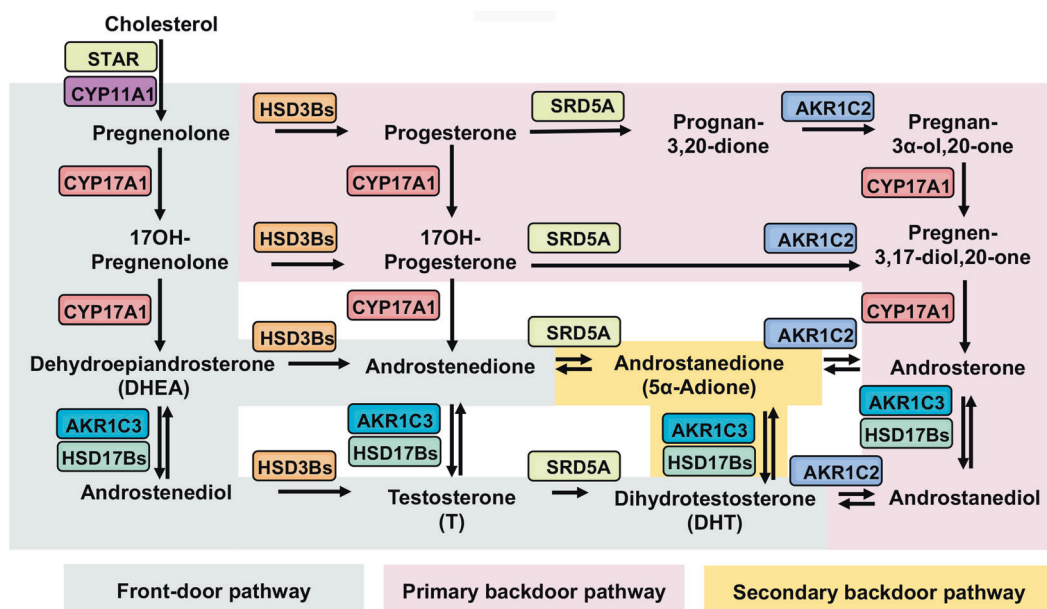 Cholesterol
STAR
CYP11A1
HSD3Bs
SRD5A
AKR1C2
Pregnenolone
Progesterone
Prognan-
3,20-dione
Pregnan-
3α-ol,20-one
CYP17A1
CYP17A1
CYP17A1
17OH-
Pregnenolone
HSD3Bs
17OH-
Progesterone
SRD5A
AKR1C2
Pregnen-
3,17-diol,20-one
CYP17A1
CYP17A1
CYP17A1
HSD3Bs
SRD5A
AKR1C2
Dehydroepiandrosterone
(DHEA)
Androstenedione
Androstanedione
(5α-Adione)
Androsterone
AKR1C3
HSD17Bs
AKR1C3
HSD17Bs
AKR1C3
HSD17Bs
AKR1C3
HSD17Bs
HSD3Bs
SRD5A
AKR1C2
Androstenediol
Testosterone
(T)
Dihydrotestosterone
(DHT)
Androstanediol
Front-door pathway
Primary backdoor pathway
Secondary backdoor pathway